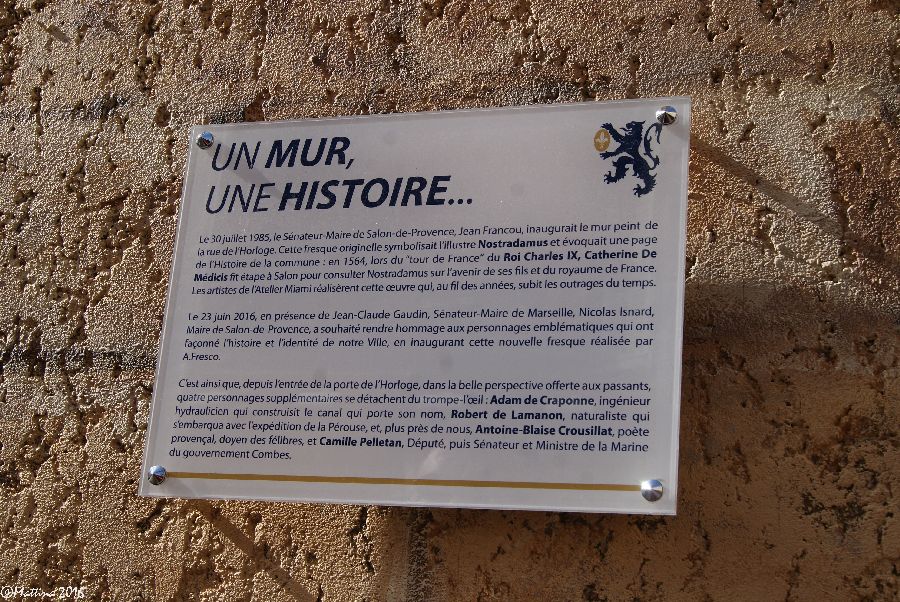 UN MUR,
UNE HISTOIRE...
Le 30 juillet 1985, le Sénateur-Maire de Salon-de-Provence, Jean Francou, inaugurait le mur peint de
la rue de l'Horloge. Cette fresque originelle symbolisait l'illustre Nostradamus et évoquait une page
de l'Histoire de la commune : en 1564, lors du "tour de France" du Roi Charles IX, Catherine De
Médicis fit étape à Salon pour consulter Nostradamus sur l'avenir de ses fils et du royaume de France.
Les artistes de l'Atelier Miami réalisèrent cette œuvre qui, au fil des années, subit les outrages du temps.
Le 23 juin 2016, en présence de Jean-Claude Gaudin, Sénateur-Maire de Marseille, Nicolas Isnard,
Maire de Salon-de-Provence, a souhaité rendre hommage aux personnages emblématiques qui ont
façonné l'histoire et l'identité de notre Ville, en inaugurant cette nouvelle fresque réalisée par
A.Fresco.
C'est ainsi que, depuis l'entrée de la porte de l'Horloge, dans la belle perspective offerte aux passants,
quatre personnages supplémentaires se détachent du trompe-l'œil : Adam de Craponne, ingénieur
hydraulicien qui construisit le canal qui porte son nom, Robert de Lamanon, naturaliste qui
s'embarqua avec l'expédition de la Pérouse, et, plus près de nous, Antoine-Blaise Crousillat, poète
provençal, doyen des félibres, et Camille Pelletan, Député, puis Sénateur et Ministre de la Marine
du gouvernement Combes.